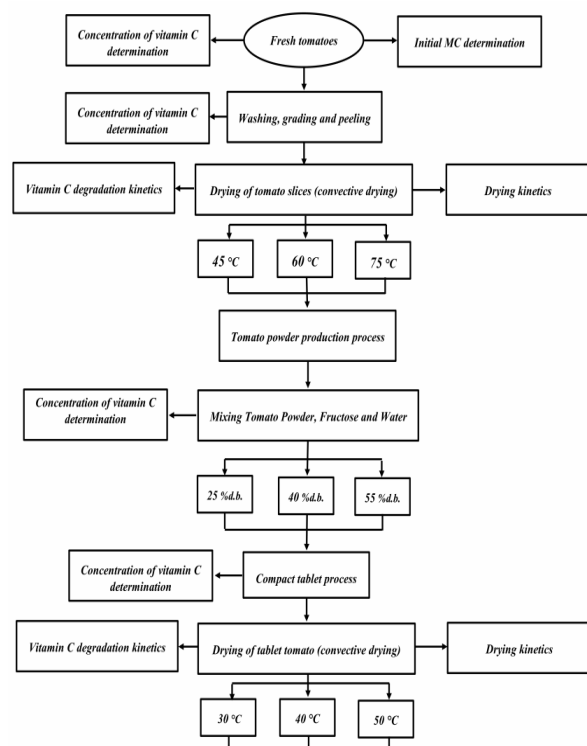 Concentration of vitamin C
determination
Fresh tomatoes
Initial MC determination
Concentration of vitamin C
determination
Washing, grading and peeling
Vitamin C degradation kinetics
Drying of tomato slices (convective drying)
Drying kinetics
45 °C
60 °C
75 °C
Tomato powder production process
Concentration of vitamin C
determination
Mixing Tomato Powder, Fructose and Water
25 %d.b.
40 %d.b.
55 %d.b.
Concentration of vitamin C
determination
Compact tablet process
Vitamin C degradation kinetics
Drying of tablet tomato (convective drying)
Drying kinetics
30 °C
40 °C
50 °C